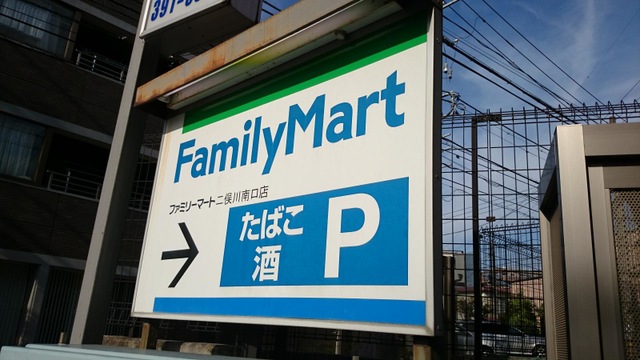 FamilyMart
ファミリーマート二俣川南口店
たばこ
酒
P